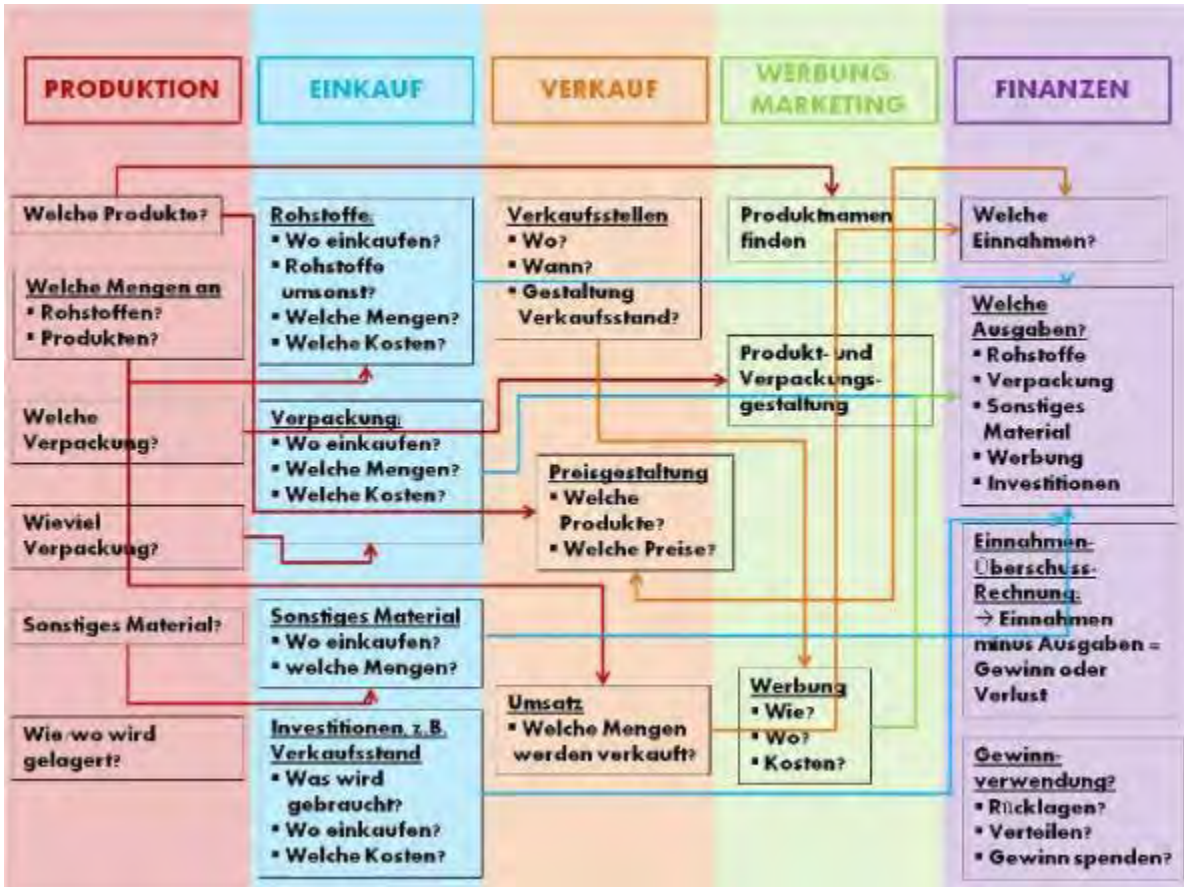 PRODUKTION
EINKAUF
VERKAUF
WERBUNG
MARKETING
FINANZEN
Welche Produkte?
Welche Mengen an
▪ Rohstoffen?
▪ Produkten?
Welche
Verpackung?
Wieviel
Verpackung?
Sonstiges Material?
Wie/wo wird
gelagert?
Rohstoffe:
▪ Wo einkaufen?
▪ Rohstoffe
umsonst?
▪ Welche Mengen?
▪ Welche Kosten?
Verpackung:
▪ Wo einkaufen?
▪ Welche Mengen?
▪ Welche Kosten?
Sonstiges Material
▪ Wo einkaufen?
▪ welche Mengen?
Investitionen, z.B.
Verkaufsstand
▪ Was wird
gebraucht?
▪ Wo einkaufen?
▪ Welche Kosten?
Verkaufsstellen
▪ Wo?
▪ Wann?
▪ Gestaltung
Verkaufsstand?
Preisgestaltung
▪ Welche
Produkte?
▪ Welche Preise?
Umsatz
▪ Welche Mengen
werden verkauft?
Produktnamen
finden
Produkt- und
Verpackungs-
gestaltung
Werbung
▪ Wie?
▪ Wo?
▪ Kosten?
Welche
Einnahmen?
Welche
Ausgaben?
▪ Rohstoffe
▪ Verpackung
▪ Sonstiges
Material
▪ Werbung
▪ Investitionen
Einnahmen-
Überschuss-
Rechnung:
→ Einnahmen
minus Ausgaben =
Gewinn oder
Verlust
Gewinn-
verwendung?
▪ Rücklagen?
▪ Verteilen?
▪ Gewinn spenden?